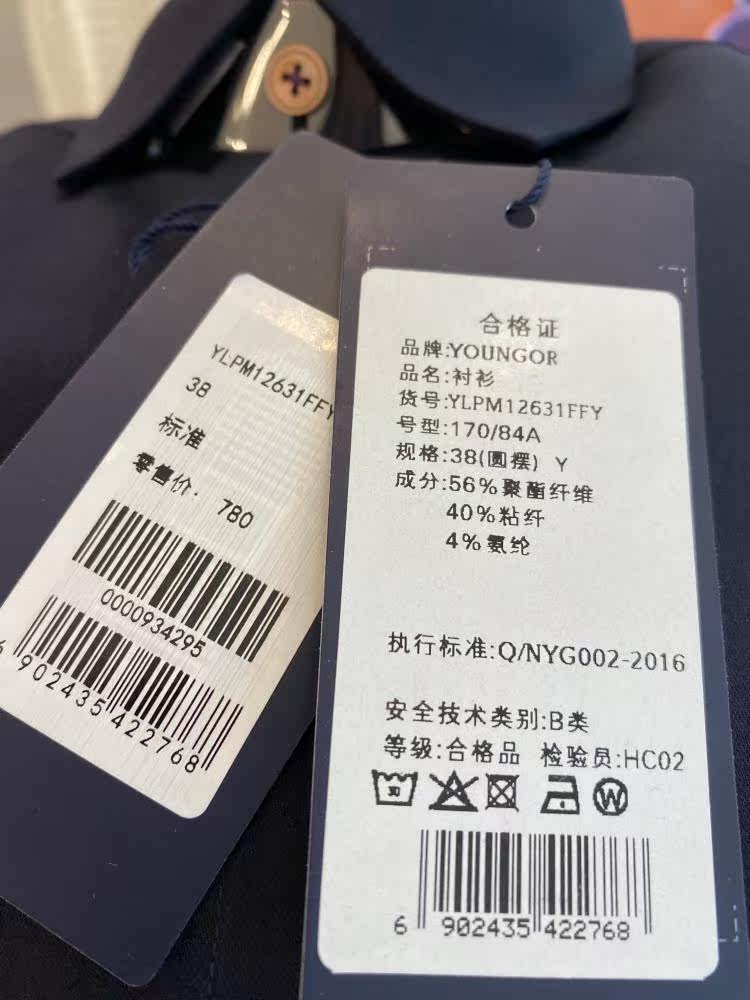 YLPM12631FFY
38
标准
零售价: 780
0000934295
6 902435 422768
合格证
品牌:YOUNGOR
品名:衬衫
货号:YLPM12631FFY
号型:170/84A
规格:38(圆摆) Y
成分:56%聚酯纤维
40%粘纤
4%氨纶
执行标准:Q/NYG002-2016
安全技术类别:B类
等级:合格品 检验员:HC02
30 W
6 902435 422768